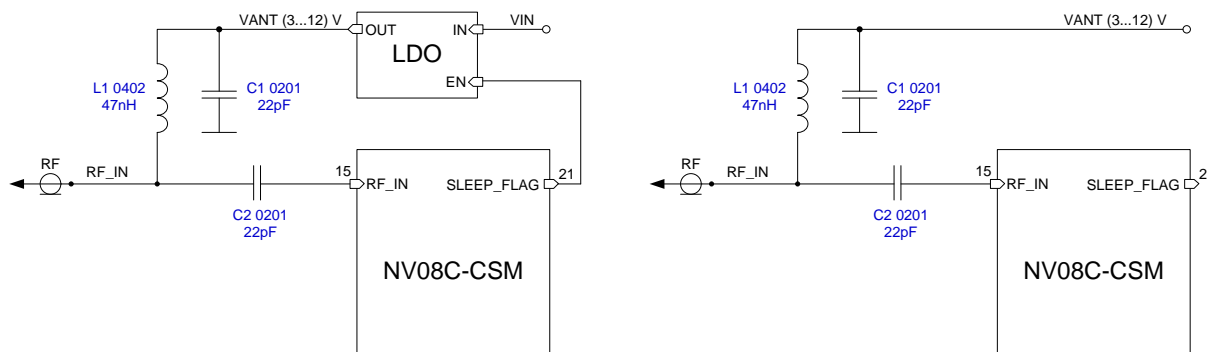 VANT (3...12) V
OUT
IN
VIN
LDO
EN
L1 0402
47nH
C1 0201
22pF
RF
RF_IN
15
RF_IN
SLEEP_FLAG
21
C2 0201
22pF
NV08C-CSM
VANT (3...12) V
L1 0402
47nH
C1 0201
22pF
RF
RF_IN
15
RF_IN
SLEEP_FLAG
2
C2 0201
22pF
NV08C-CSM